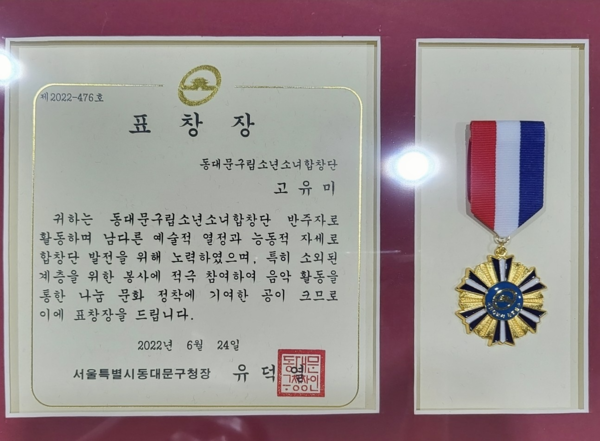 제2022-476호
표 창 장
동대문구립소년소녀합창단
고 유 미
귀하는 동대문구립소년소녀합창단 반주자로
활동하며 남다른 예술적 열정과 능동적 자세로
합창단 발전을 위해 노력하였으며, 특히 소외된
계층을 위한 봉사에 적극 참여하여 음악 활동을
통한 나눔 문화 정착에 기여한 공이 크므로
이에 표창장을 드립니다.
2022년 6월 24일
서울특별시동대문구청장 유 덕 열
동대문
구청장인